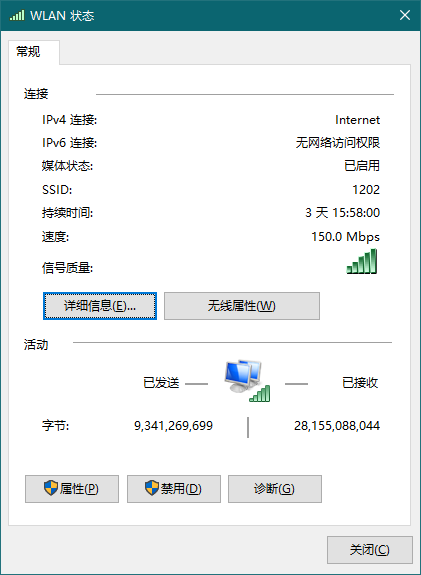 WLAN 状态
常规
连接
IPv4 连接: Internet
IPv6 连接: 无网络访问权限
媒体状态: 已启用
SSID: 1202
持续时间: 3 天 15:58:00
速度: 150.0 Mbps
信号质量:
详细信息(E)... 无线属性(W)
活动
已发送 已接收
字节: 9,341,269,699 28,155,088,044
属性(P) 禁用(D) 诊断(G)
关闭(C)